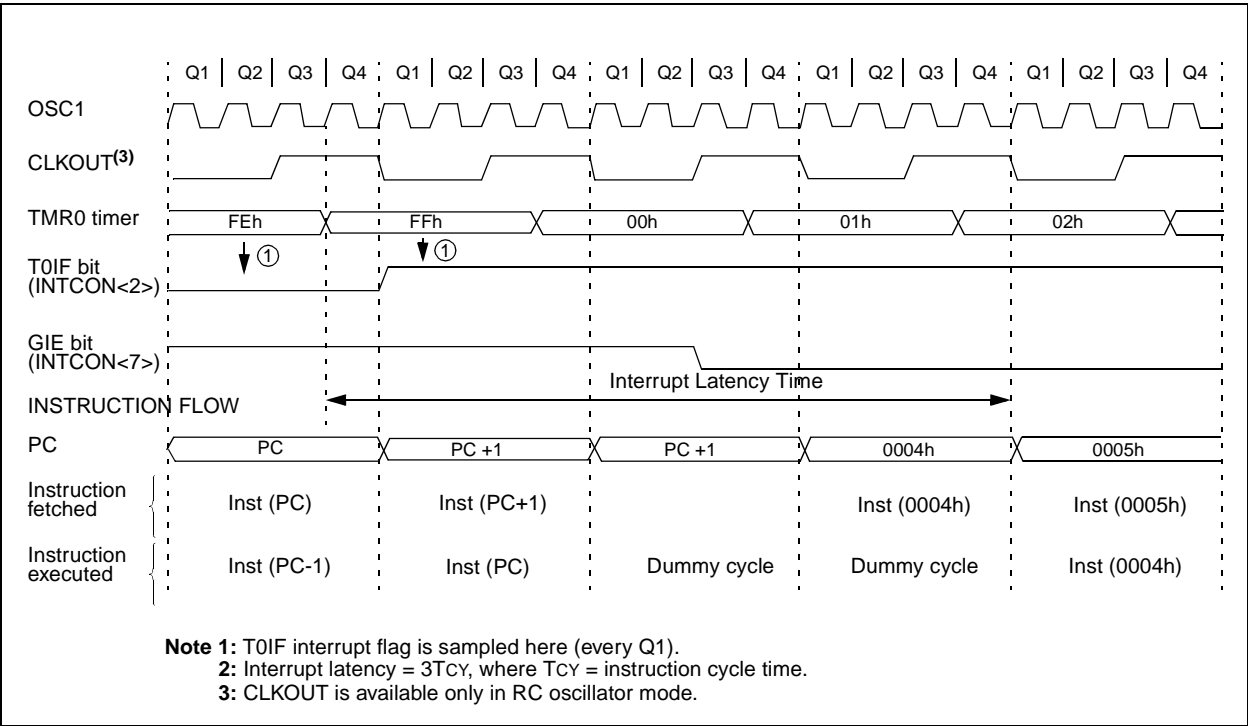 Q1 Q2 Q3 Q4 Q1 Q2 Q3 Q4 Q1 Q2 Q3 Q4 Q1 Q2 Q3 Q4 Q1 Q2 Q3 Q4
OSC1
CLKOUT(3)
TMR0 timer FEh FFh 00h 01h 02h
1 1
T0IF bit
(INTCON<2>)
GIE bit
(INTCON<7>)
Interrupt Latency Time
INSTRUCTION FLOW
PC PC PC +1 PC +1 0004h 0005h
Instruction
fetched Inst (PC) Inst (PC+1) Inst (0004h) Inst (0005h)
Instruction
executed Inst (PC-1) Inst (PC) Dummy cycle Dummy cycle Inst (0004h)
Note 1: T0IF interrupt flag is sampled here (every Q1).
2: Interrupt latency = 3TCY, where TCY = instruction cycle time.
3: CLKOUT is available only in RC oscillator mode.